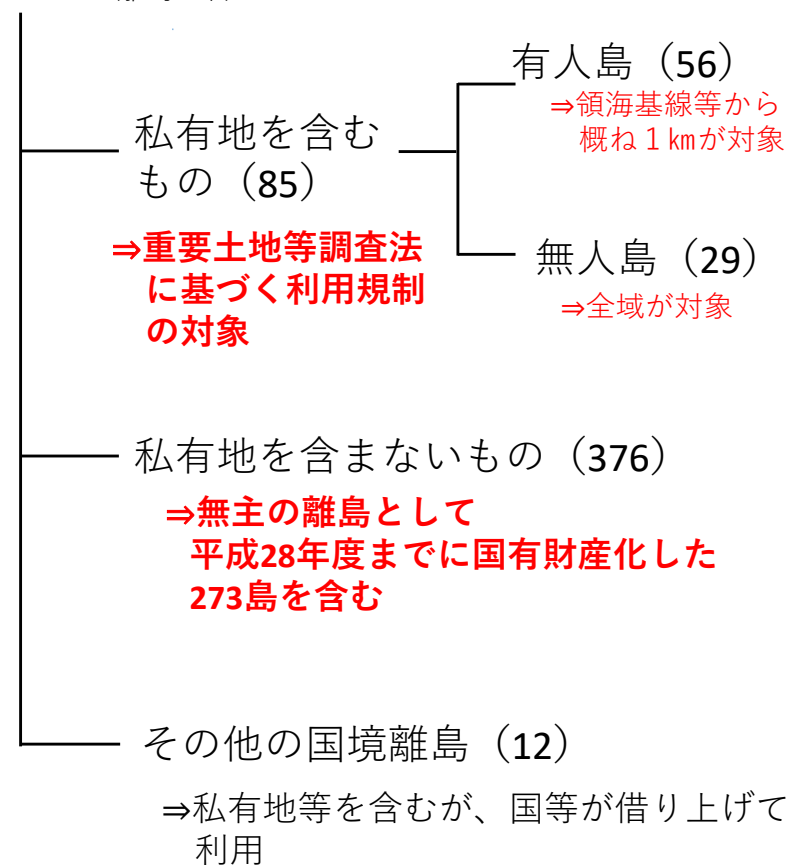 私有地を含む
もの（85）
⇒重要土地等調査法
に基づく利用規制
の対象
有人島（56）
⇒領海基線等から
概ね１㎞が対象
無人島（29）
⇒全域が対象
私有地を含まないもの（376）
⇒無主の離島として
平成28年度までに国有財産化した
273島を含む
その他の国境離島（12）
⇒私有地等を含むが、国等が借り上げて
利用